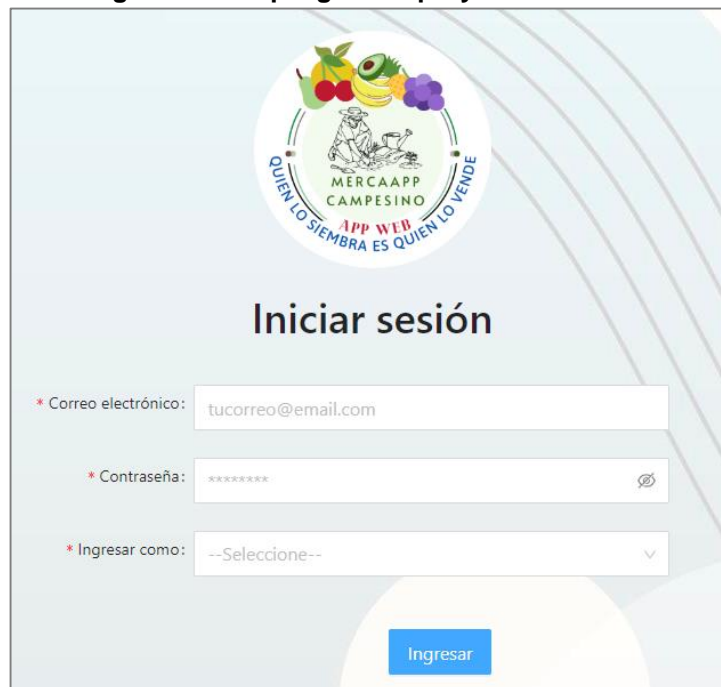 MERCAAPP
CAMPESINO
APP WEB
QUIEN LO SIEMBRA ES QUIEN LO VENDE
Iniciar sesión
* Correo electrónico: tucorreo@email.com
* Contraseña: ********
* Ingresar como: --Seleccione--
Ingresar